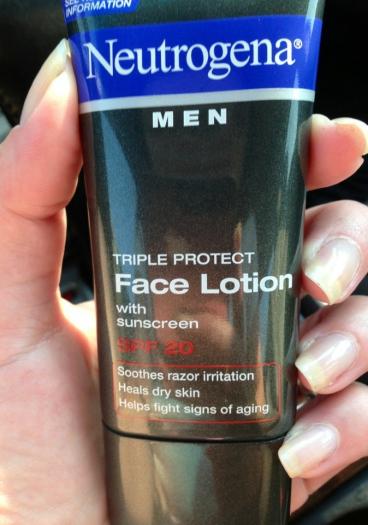 INFORMATION
Neutrogena®
MEN
TRIPLE PROTECT
Face Lotion
with
sunscreen
SPF 20
Soothes razor irritation
Heals dry skin
Helps fight signs of aging